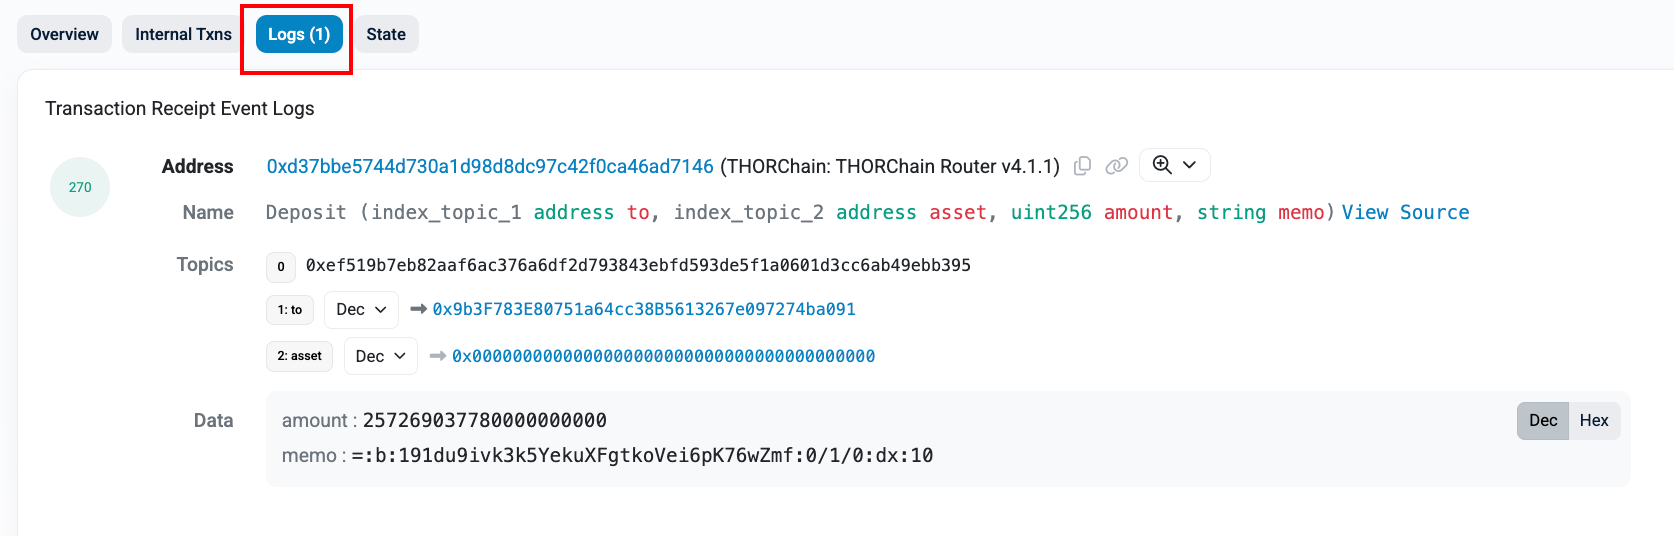 Overview Internal Txns Logs (1) State
Transaction Receipt Event Logs
270
Address 0xd37bbe5744d730a1d98d8dc97c42f0ca46ad7146 (THORChain: THORChain Router v4.1.1)
Name Deposit (index_topic_1 address to, index_topic_2 address asset, uint256 amount, string memo) View Source
Topics 0 0xef519b7eb82aaf6ac376a6df2d793843ebfd593de5f1a0601d3cc6ab49ebb395
1: to Dec 0x9b3F783E80751a64cc38B5613267e097274ba091
2: asset Dec 0x0000000000000000000000000000000000000000
Data amount : 257269037780000000000 Dec Hex
memo : =:b:191du9ivk3k5YekuXFgtkoVei6pK76wZmf:0/1/0:dx:10